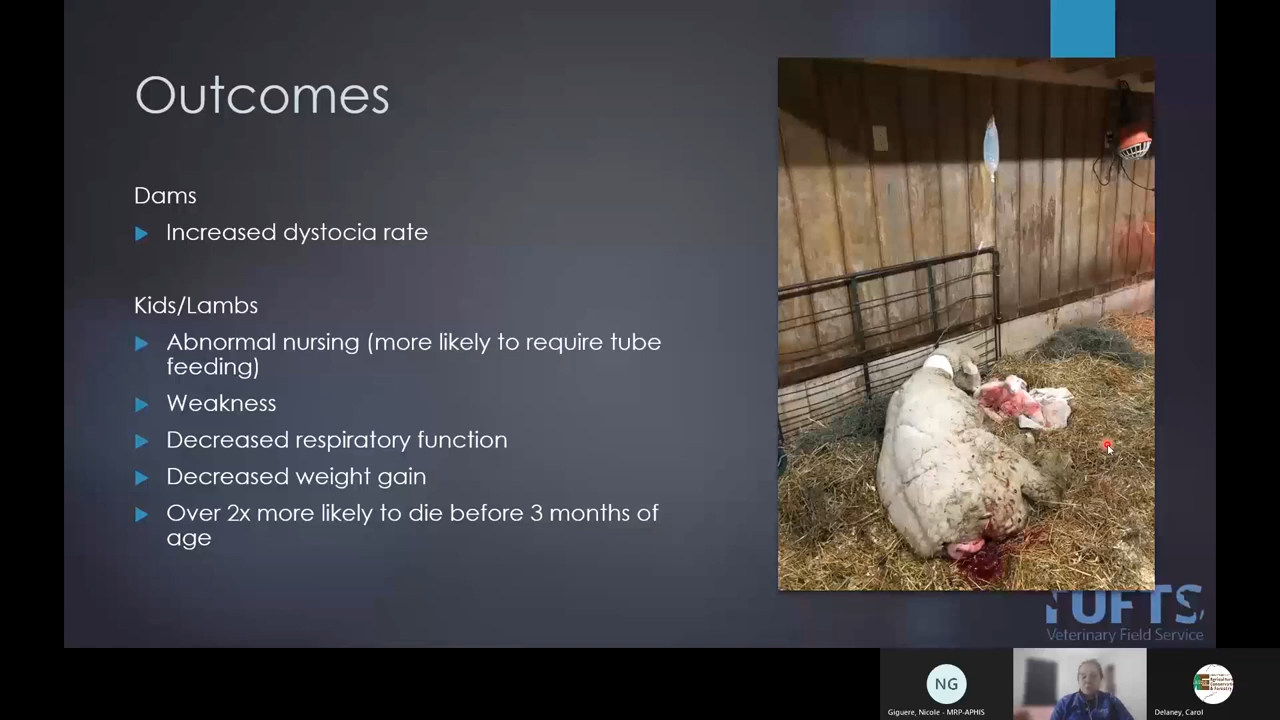 Outcomes
Dams
Increased dystocia rate
Kids/Lambs
Abnormal nursing (more likely to require tube
feeding)
Weakness
Decreased respiratory function
Decreased weight gain
Over 2x more likely to die before 3 months of
age
TUFTS
Veterinary Field Service
NG
Giguere, Nicole - MRP-APHIS
Delaney, Carol